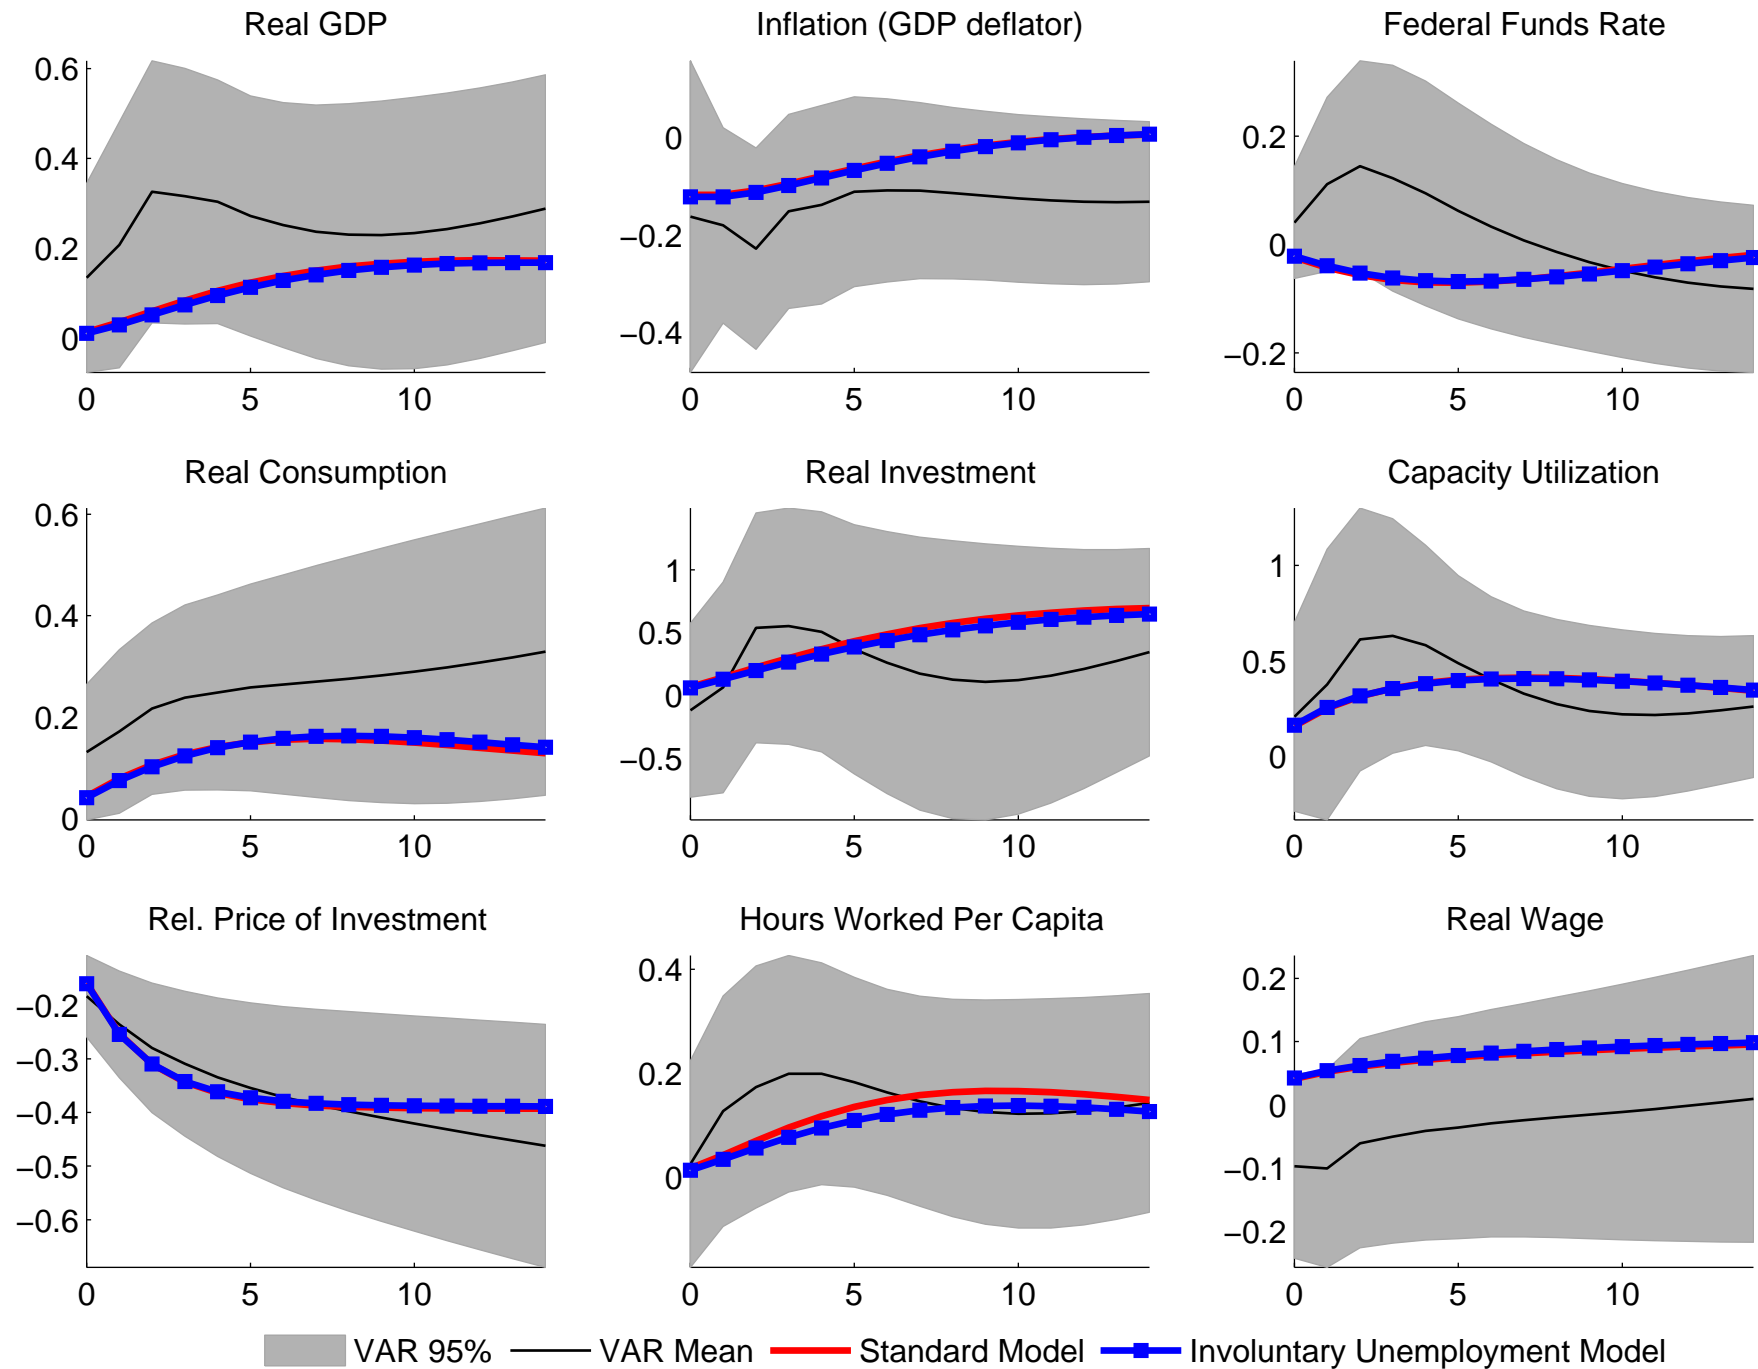 Real GDP
0.6
0.4
0.2
0
0 5 10
Inflation (GDP deflator)
0
−0.2
−0.4
0 5 10
Federal Funds Rate
0.2
0
−0.2
0 5 10
Real Consumption
0.6
0.4
0.2
0
0 5 10
Real Investment
1
0.5
0
−0.5
0 5 10
Capacity Utilization
1
0.5
0
0 5 10
Rel. Price of Investment
−0.2
−0.3
−0.4
−0.5
−0.6
0 5 10
Hours Worked Per Capita
0.4
0.2
0
0 5 10
Real Wage
0.2
0.1
0
−0.1
−0.2
0 5 10
VAR 95% VAR Mean Standard Model Involuntary Unemployment Model